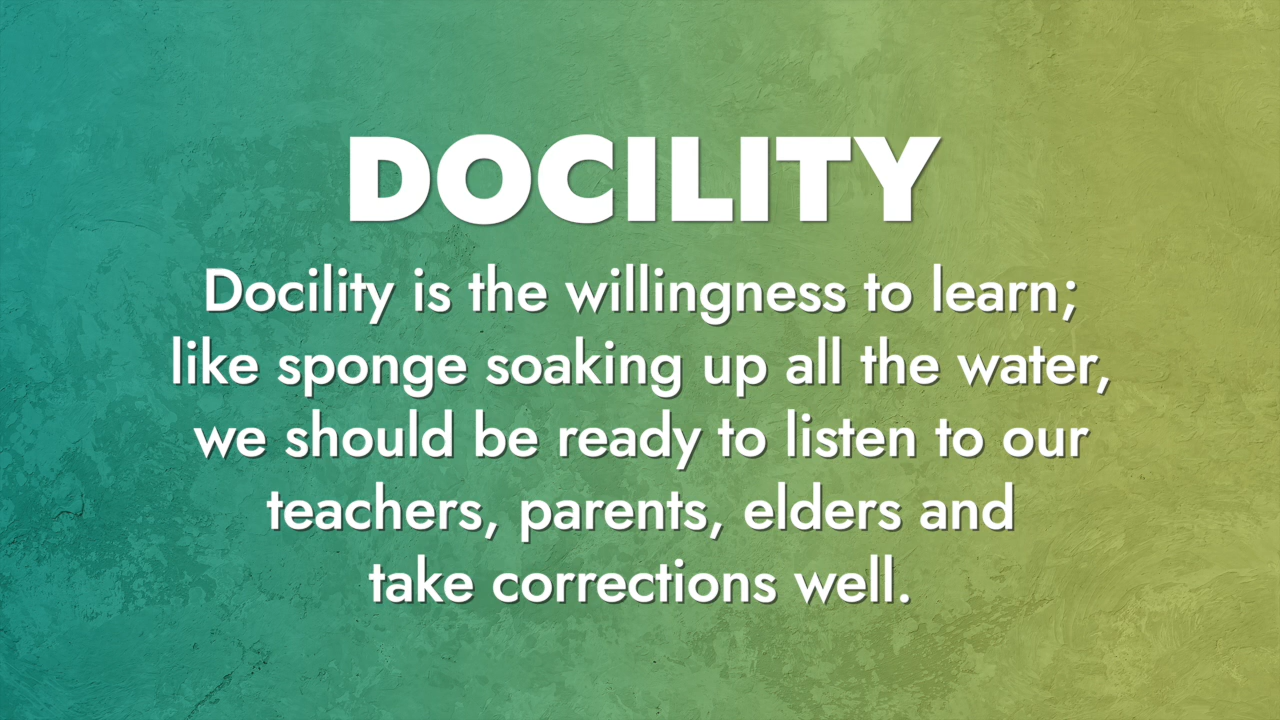 DOCILITY
Docility is the willingness to learn;
like sponge soaking up all the water,
we should be ready to listen to our
teachers, parents, elders and
take corrections well.